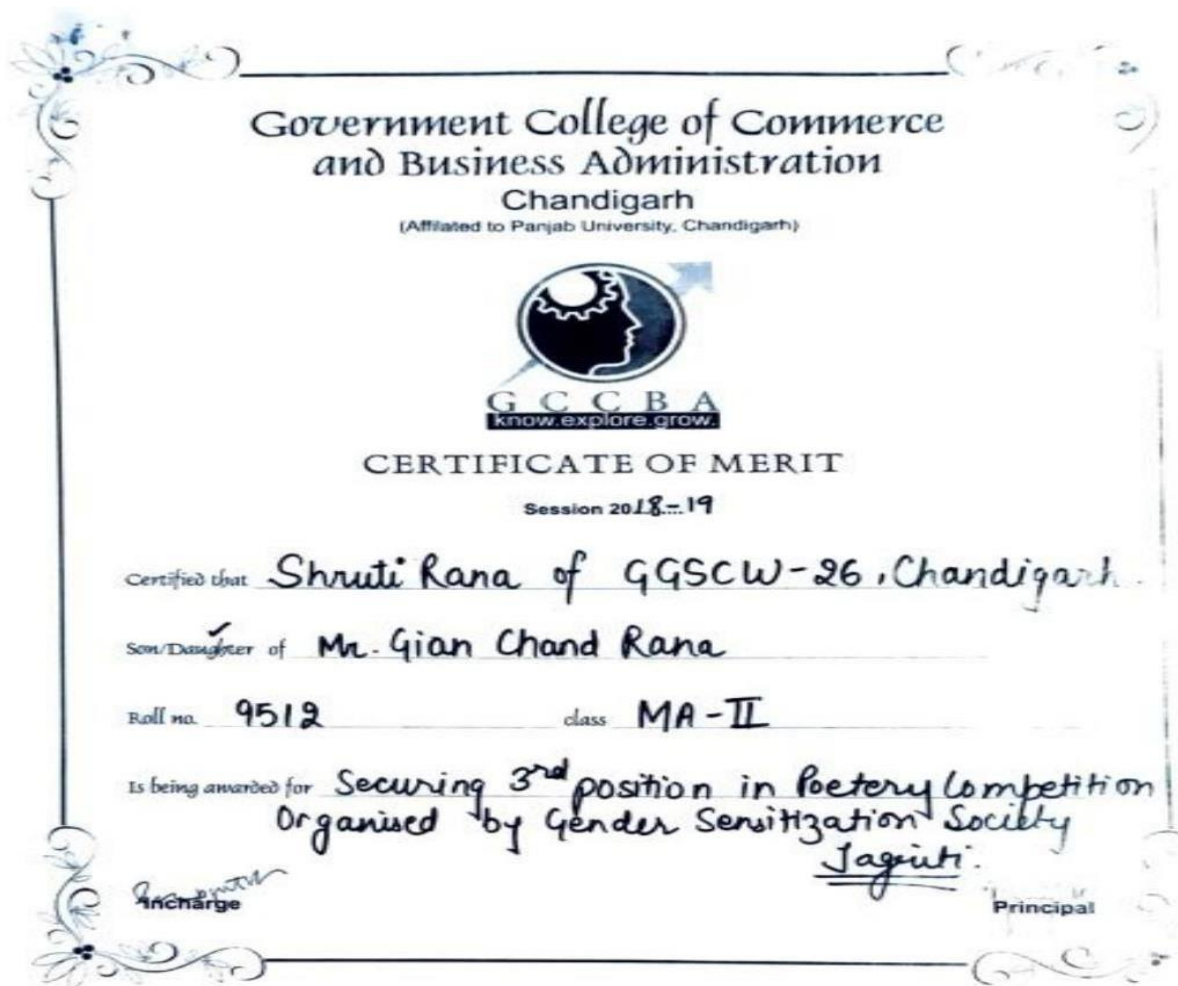 Government College of Commerce
and Business Administration
Chandigarh
(Affiliated to Panjab University, Chandigarh)
G C C B A
know.explore.grow.
CERTIFICATE OF MERIT
Session 2018-19
Certified that Shruti Rana of GGSCW-26, Chandigarh.
Son/Daughter of Mr. Gian Chand Rana
Roll no. 9512 class MA-II
Is being awarded for Securing 3rd position in Poetery Competition
Organised by Gender Sensitization Society
Jagriti.
Incharge Principal